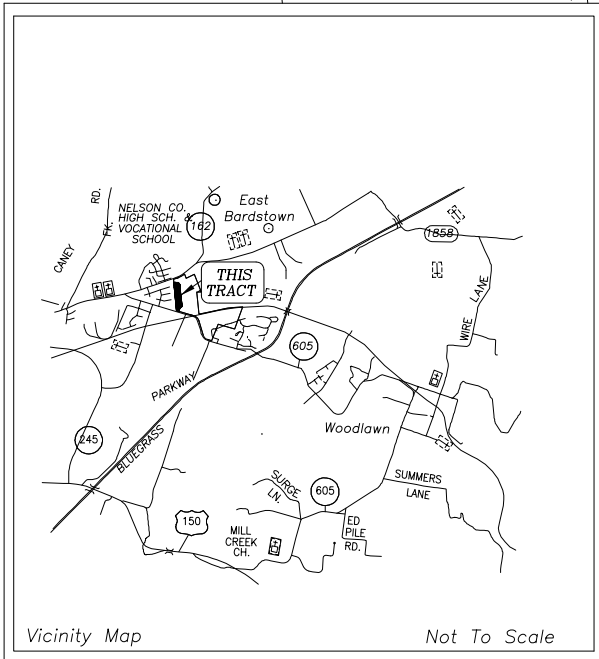 RD.
NELSON CO.
HIGH SCH. &
VOCATIONAL
SCHOOL
162
East
Bardstown
FK.
CANEY
1858
THIS
TRACT
WIRE LANE
605
PARKWAY
BLUEGRASS
245
Woodlawn
SURGE
LN.
605
SUMMERS
LANE
150
MILL
CREEK
CH.
ED
PILE
RD.
Vicinity Map
Not To Scale